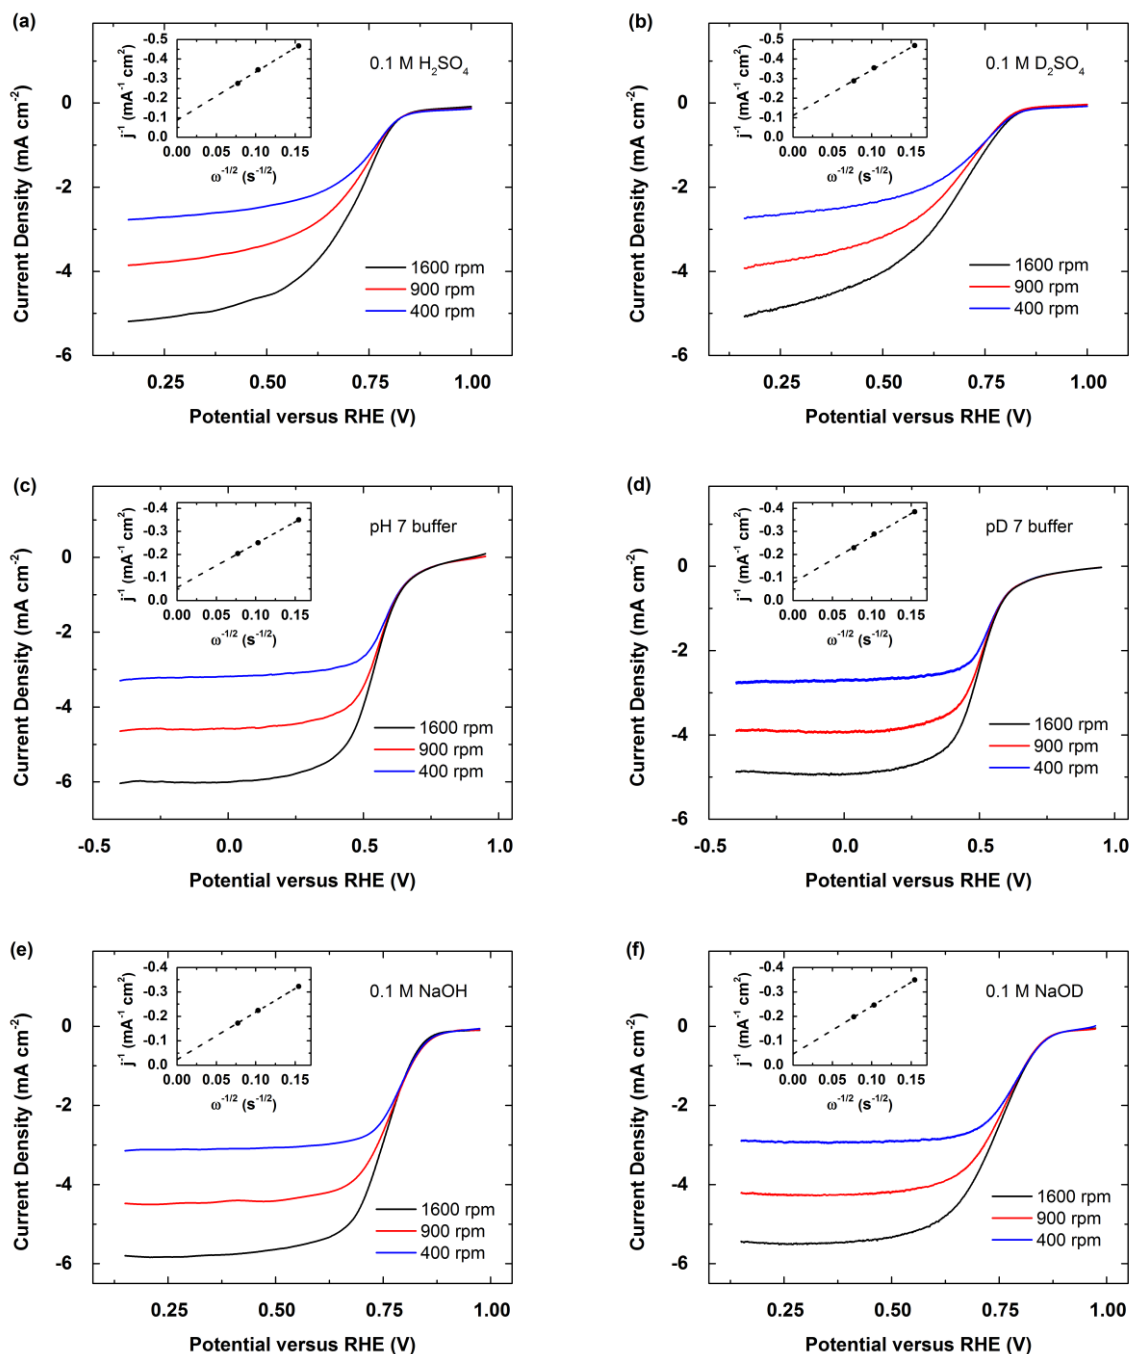 (a)
0.1 M H₂SO₄
-0.5
-0.4
-0.3
-0.2
-0.1
0.0
j⁻¹ (mA⁻¹ cm²)
0.00 0.05 0.10 0.15
ω⁻¹/² (s⁻¹/²)
0
-2
-4
-6
Current Density (mA cm⁻²)
1600 rpm
900 rpm
400 rpm
0.25 0.50 0.75 1.00
Potential versus RHE (V)
(b)
0.1 M D₂SO₄
-0.5
-0.4
-0.3
-0.2
-0.1
0.0
j⁻¹ (mA⁻¹ cm²)
0.00 0.05 0.10 0.15
ω⁻¹/² (s⁻¹/²)
0
-2
-4
-6
Current Density (mA cm⁻²)
1600 rpm
900 rpm
400 rpm
0.25 0.50 0.75 1.00
Potential versus RHE (V)
(c)
pH 7 buffer
-0.4
-0.3
-0.2
-0.1
0.0
j⁻¹ (mA⁻¹ cm²)
0.00 0.05 0.10 0.15
ω⁻¹/² (s⁻¹/²)
0
-2
-4
-6
Current Density (mA cm⁻²)
1600 rpm
900 rpm
400 rpm
-0.5 0.0 0.5 1.0
Potential versus RHE (V)
(d)
pD 7 buffer
-0.4
-0.3
-0.2
-0.1
0.0
j⁻¹ (mA⁻¹ cm²)
0.00 0.05 0.10 0.15
ω⁻¹/² (s⁻¹/²)
0
-2
-4
-6
Current Density (mA cm⁻²)
1600 rpm
900 rpm
400 rpm
-0.5 0.0 0.5 1.0
Potential versus RHE (V)
(e)
0.1 M NaOH
-0.4
-0.3
-0.2
-0.1
0.0
j⁻¹ (mA⁻¹ cm²)
0.00 0.05 0.10 0.15
ω⁻¹/² (s⁻¹/²)
0
-2
-4
-6
Current Density (mA cm⁻²)
1600 rpm
900 rpm
400 rpm
0.25 0.50 0.75 1.00
Potential versus RHE (V)
(f)
0.1 M NaOD
-0.4
-0.3
-0.2
-0.1
0.0
j⁻¹ (mA⁻¹ cm²)
0.00 0.05 0.10 0.15
ω⁻¹/² (s⁻¹/²)
0
-2
-4
-6
Current Density (mA cm⁻²)
1600 rpm
900 rpm
400 rpm
0.25 0.50 0.75 1.00
Potential versus RHE (V)